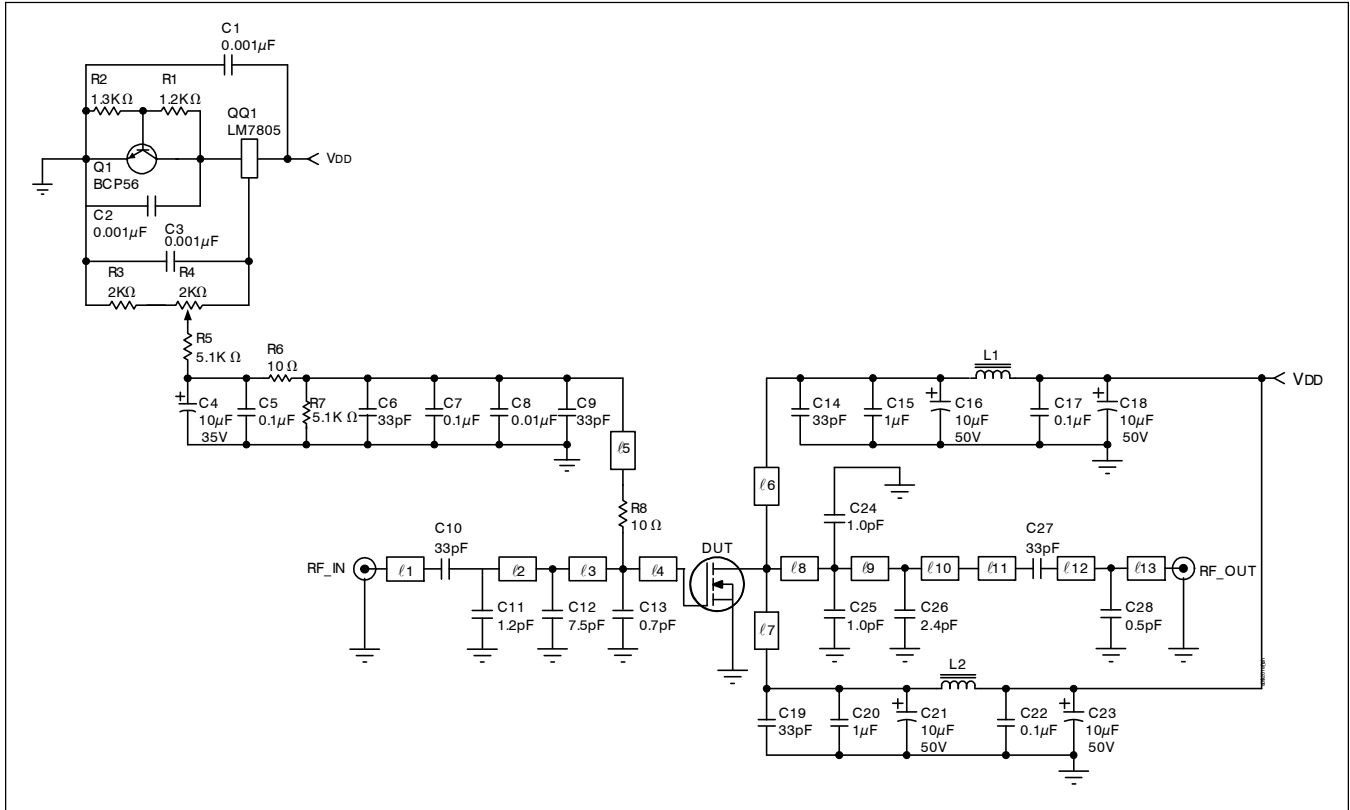 C1
0.001µF
R2
1.3KΩ
R1
1.2KΩ
QQ1
LM7805
VDD
Q1
BCP56
C2
0.001µF
C3
0.001µF
R3
2KΩ
R4
2KΩ
R5
5.1K Ω
R6
10 Ω
C4
10µF
35V
C5
0.1µF
R7
5.1K Ω
C6
33pF
C7
0.1µF
C8
0.01µF
C9
33pF
ℓ5
R8
10 Ω
L1
VDD
C14
33pF
C15
1µF
C16
10µF
50V
C17
0.1µF
C18
10µF
50V
ℓ6
C24
1.0pF
RF_IN
ℓ1
C10
33pF
ℓ2
ℓ3
ℓ4
DUT
ℓ8
ℓ9
ℓ10
ℓ11
C27
33pF
ℓ12
ℓ13
RF_OUT
C11
1.2pF
C12
7.5pF
C13
0.7pF
ℓ7
C25
1.0pF
C26
2.4pF
C28
0.5pF
L2
C19
33pF
C20
1µF
C21
10µF
50V
C22
0.1µF
C23
10µF
50V